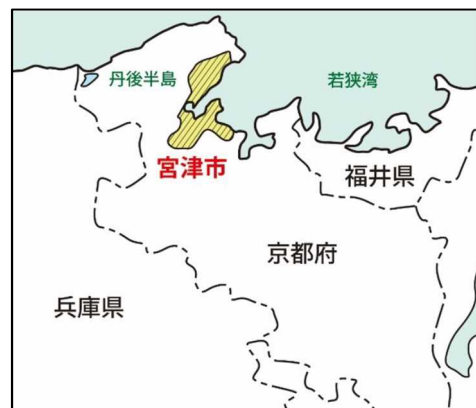 丹後半島
若狭湾
宮津市
福井県
京都府
兵庫県